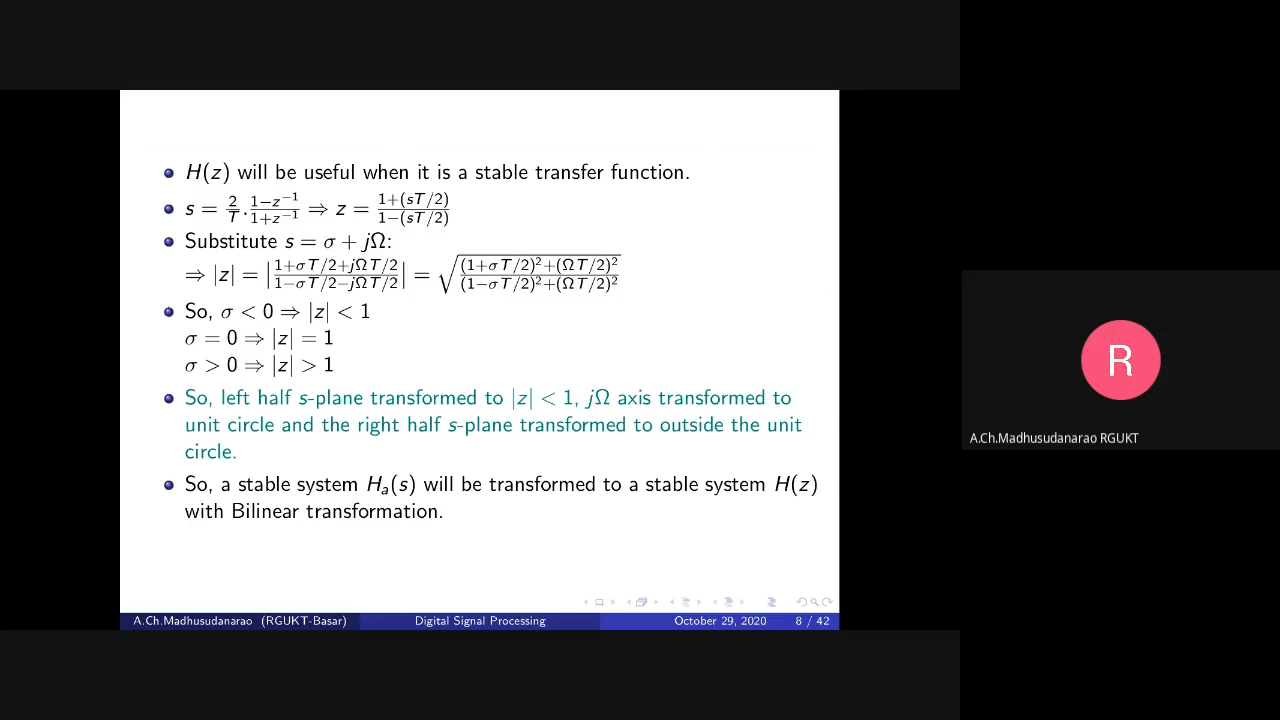 H(z) will be useful when it is a stable transfer function.
s = 2/T . (1−z⁻¹)/(1+z⁻¹) ⇒ z = (1+(sT/2))/(1−(sT/2))
Substitute s = σ + jΩ:
⇒ |z| = |(1+σT/2+jΩT/2)/(1−σT/2−jΩT/2)| = √(((1+σT/2)²+(ΩT/2)²)/((1−σT/2)²+(ΩT/2)²))
So, σ < 0 ⇒ |z| < 1
σ = 0 ⇒ |z| = 1
σ > 0 ⇒ |z| > 1
So, left half s-plane transformed to |z| < 1, jΩ axis transformed to
unit circle and the right half s-plane transformed to outside the unit
circle.
So, a stable system Hₐ(s) will be transformed to a stable system H(z)
with Bilinear transformation.
A.Ch.Madhusudanarao (RGUKT-Basar) Digital Signal Processing October 29, 2020 8 / 42
R
A.Ch.Madhusudanarao RGUKT